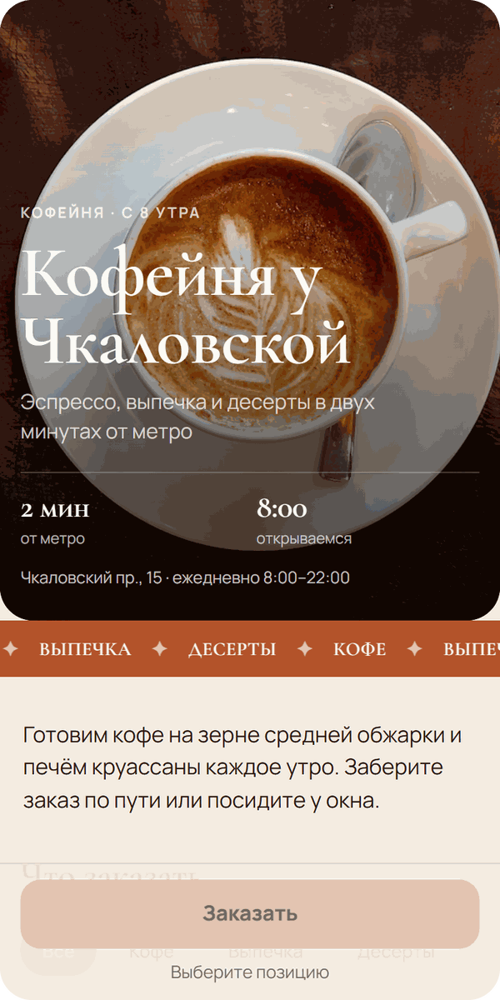 КОФЕЙНЯ · С 8 УТРА
Кофейня у
Чкаловской
Эспрессо, выпечка и десерты в двух
минутах от метро
2 мин
8:00
от метро
открываемся
Чкаловский пр., 15 · ежедневно 8:00–22:00
✦ ВЫПЕЧКА ✦ ДЕСЕРТЫ ✦ КОФЕ ✦ ВЫПЕЧ
Готовим кофе на зерне средней обжарки и
печём круассаны каждое утро. Заберите
заказ по пути или посидите у окна.
Что заказать
Заказать
Все Кофе Выпечка Десерты
Выберите позицию